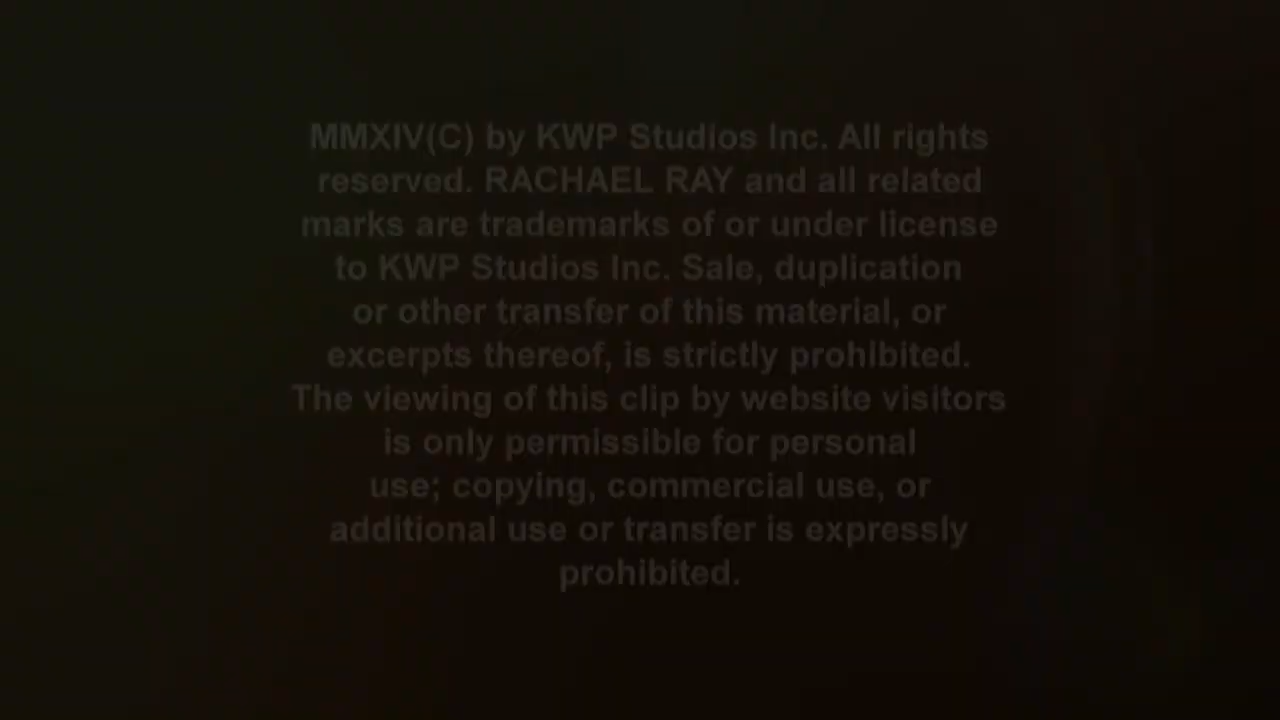 MMXIV(C) by KWP Studios Inc. All rights
reserved. RACHAEL RAY and all related
marks are trademarks of or under license
to KWP Studios Inc. Sale, duplication
or other transfer of this material, or
excerpts thereof, is strictly prohibited.
The viewing of this clip by website visitors
is only permissible for personal
use; copying, commercial use, or
additional use or transfer is expressly
prohibited.